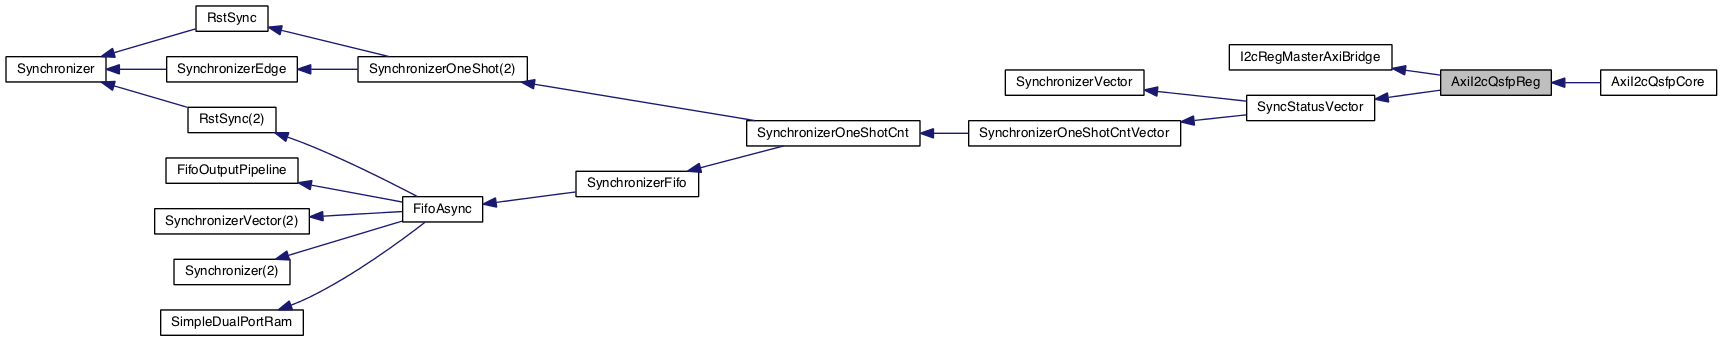 RstSync
Synchronizer
SynchronizerEdge
SynchronizerOneShot(2)
RstSync(2)
FifoOutputPipeline
SynchronizerVector(2)
Synchronizer(2)
SimpleDualPortRam
FifoAsync
SynchronizerFifo
SynchronizerOneShotCnt
SynchronizerVector
SynchronizerOneShotCntVector
I2cRegMasterAxiBridge
SyncStatusVector
AxiI2cQsfpReg
AxiI2cQsfpCore